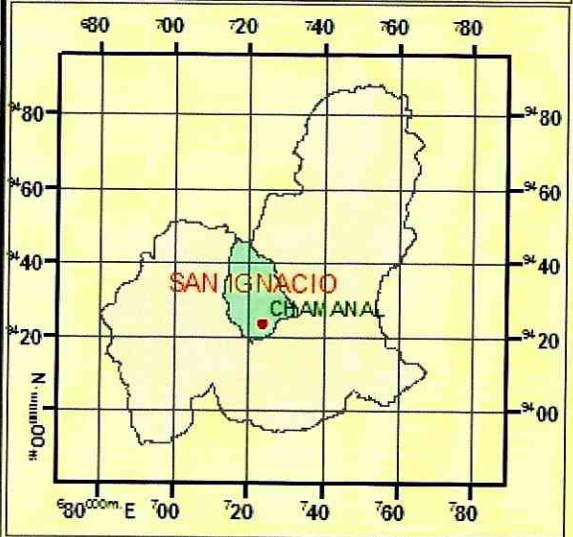 ⁶80 ⁷00 ⁷20 ⁷40 ⁷60 ⁷80
⁹⁴80 ⁹⁴80
⁹⁴60 ⁹⁴60
⁹⁴40 ⁹⁴40
SAN IGNACIO
CHAMANAL
⁹⁴20 ⁹⁴20
⁹⁴00
N
⁶80⁰⁰⁰ᵐ· E ⁷00 ⁷20 ⁷40 ⁷60 ⁷80